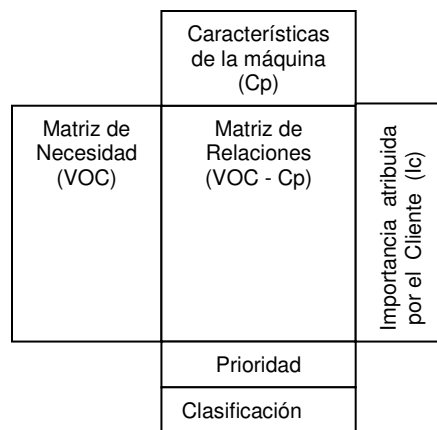 Características
de la máquina
(Cp)
Matriz de
Necesidad
(VOC)
Matriz de
Relaciones
(VOC - Cp)
Importancia atribuida
por el Cliente (Ic)
Prioridad
Clasificación